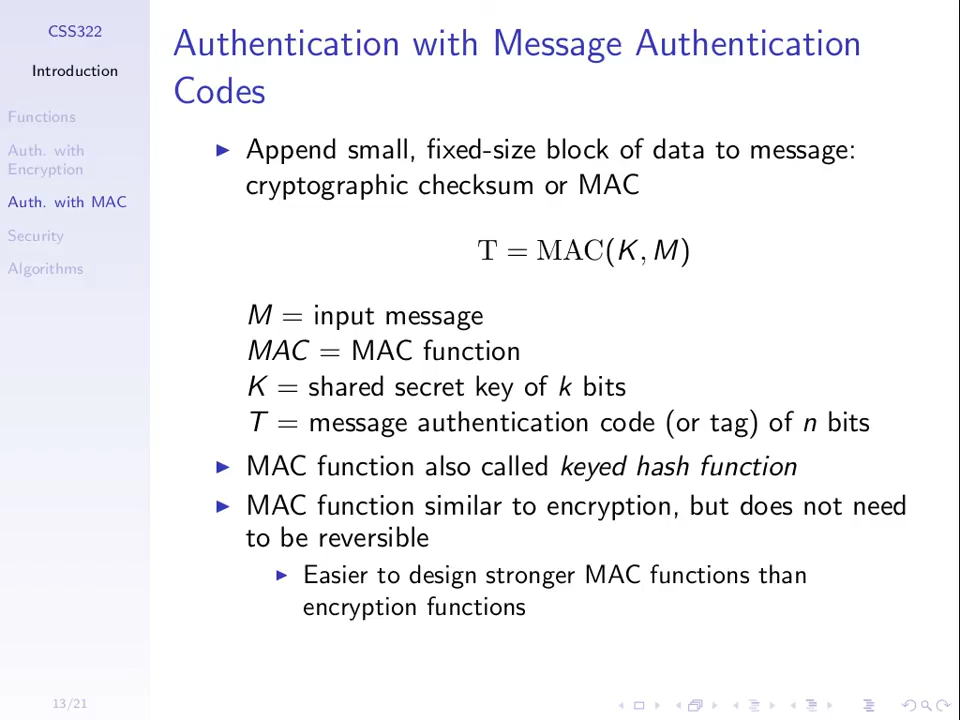 CSS322
Introduction
Functions
Auth. with
Encryption
Auth. with MAC
Security
Algorithms
13/21
Authentication with Message Authentication
Codes
▶ Append small, fixed-size block of data to message:
cryptographic checksum or MAC
T = MAC(K, M)
M = input message
MAC = MAC function
K = shared secret key of k bits
T = message authentication code (or tag) of n bits
▶ MAC function also called keyed hash function
▶ MAC function similar to encryption, but does not need
to be reversible
▶ Easier to design stronger MAC functions than
encryption functions